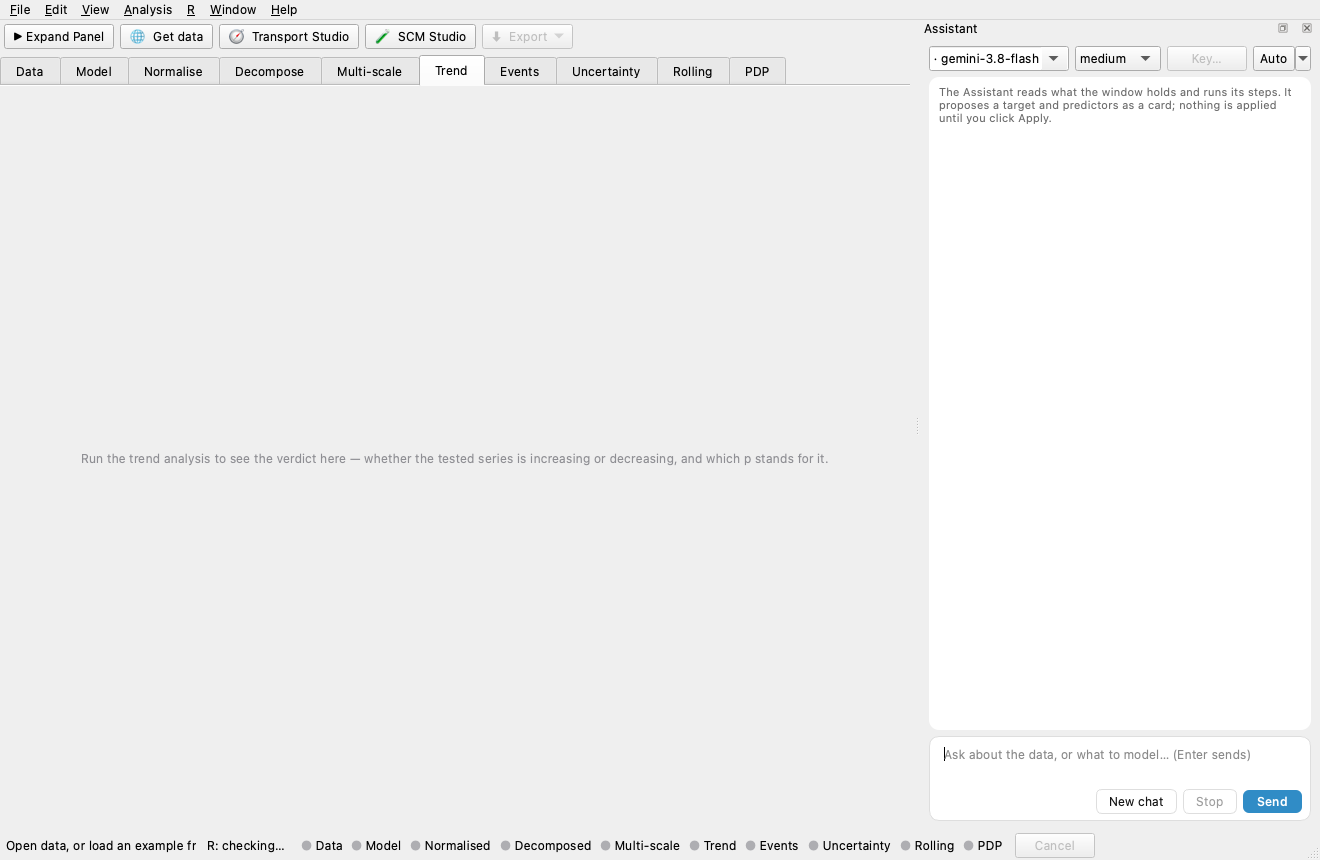 File Edit View Analysis R Window Help
Expand Panel Get data Transport Studio SCM Studio Export
Data Model Normalise Decompose Multi-scale Trend Events Uncertainty Rolling PDP
Run the trend analysis to see the verdict here — whether the tested series is increasing or decreasing, and which p stands for it.
Assistant
· gemini-3.8-flash medium Key... Auto
The Assistant reads what the window holds and runs its steps. It
proposes a target and predictors as a card; nothing is applied
until you click Apply.
Ask about the data, or what to model... (Enter sends)
New chat Stop Send
Open data, or load an example fr R: checking... Data Model Normalised Decomposed Multi-scale Trend Events Uncertainty Rolling PDP Cancel